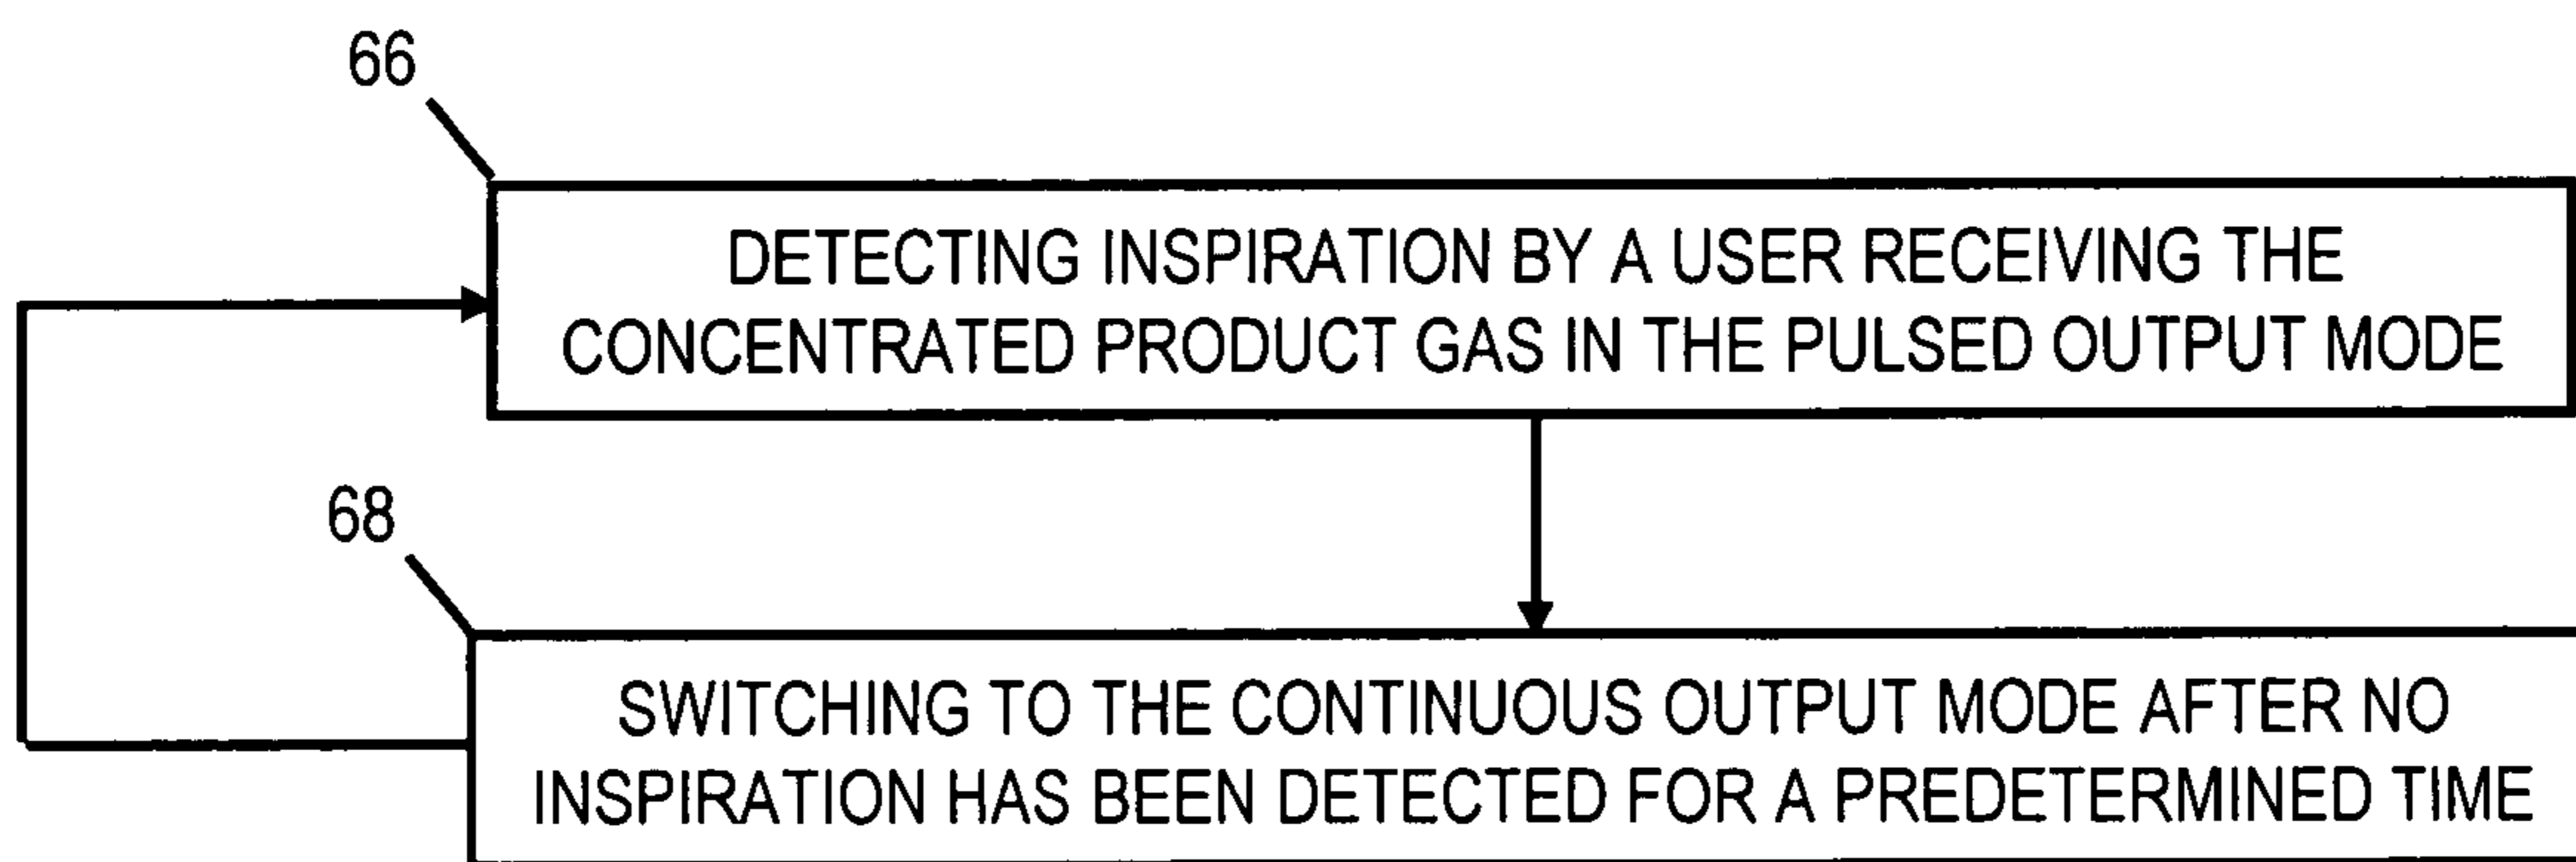 66
DETECTING INSPIRATION BY A USER RECEIVING THE
CONCENTRATED PRODUCT GAS IN THE PULSED OUTPUT MODE
68
SWITCHING TO THE CONTINUOUS OUTPUT MODE AFTER NO
INSPIRATION HAS BEEN DETECTED FOR A PREDETERMINED TIME